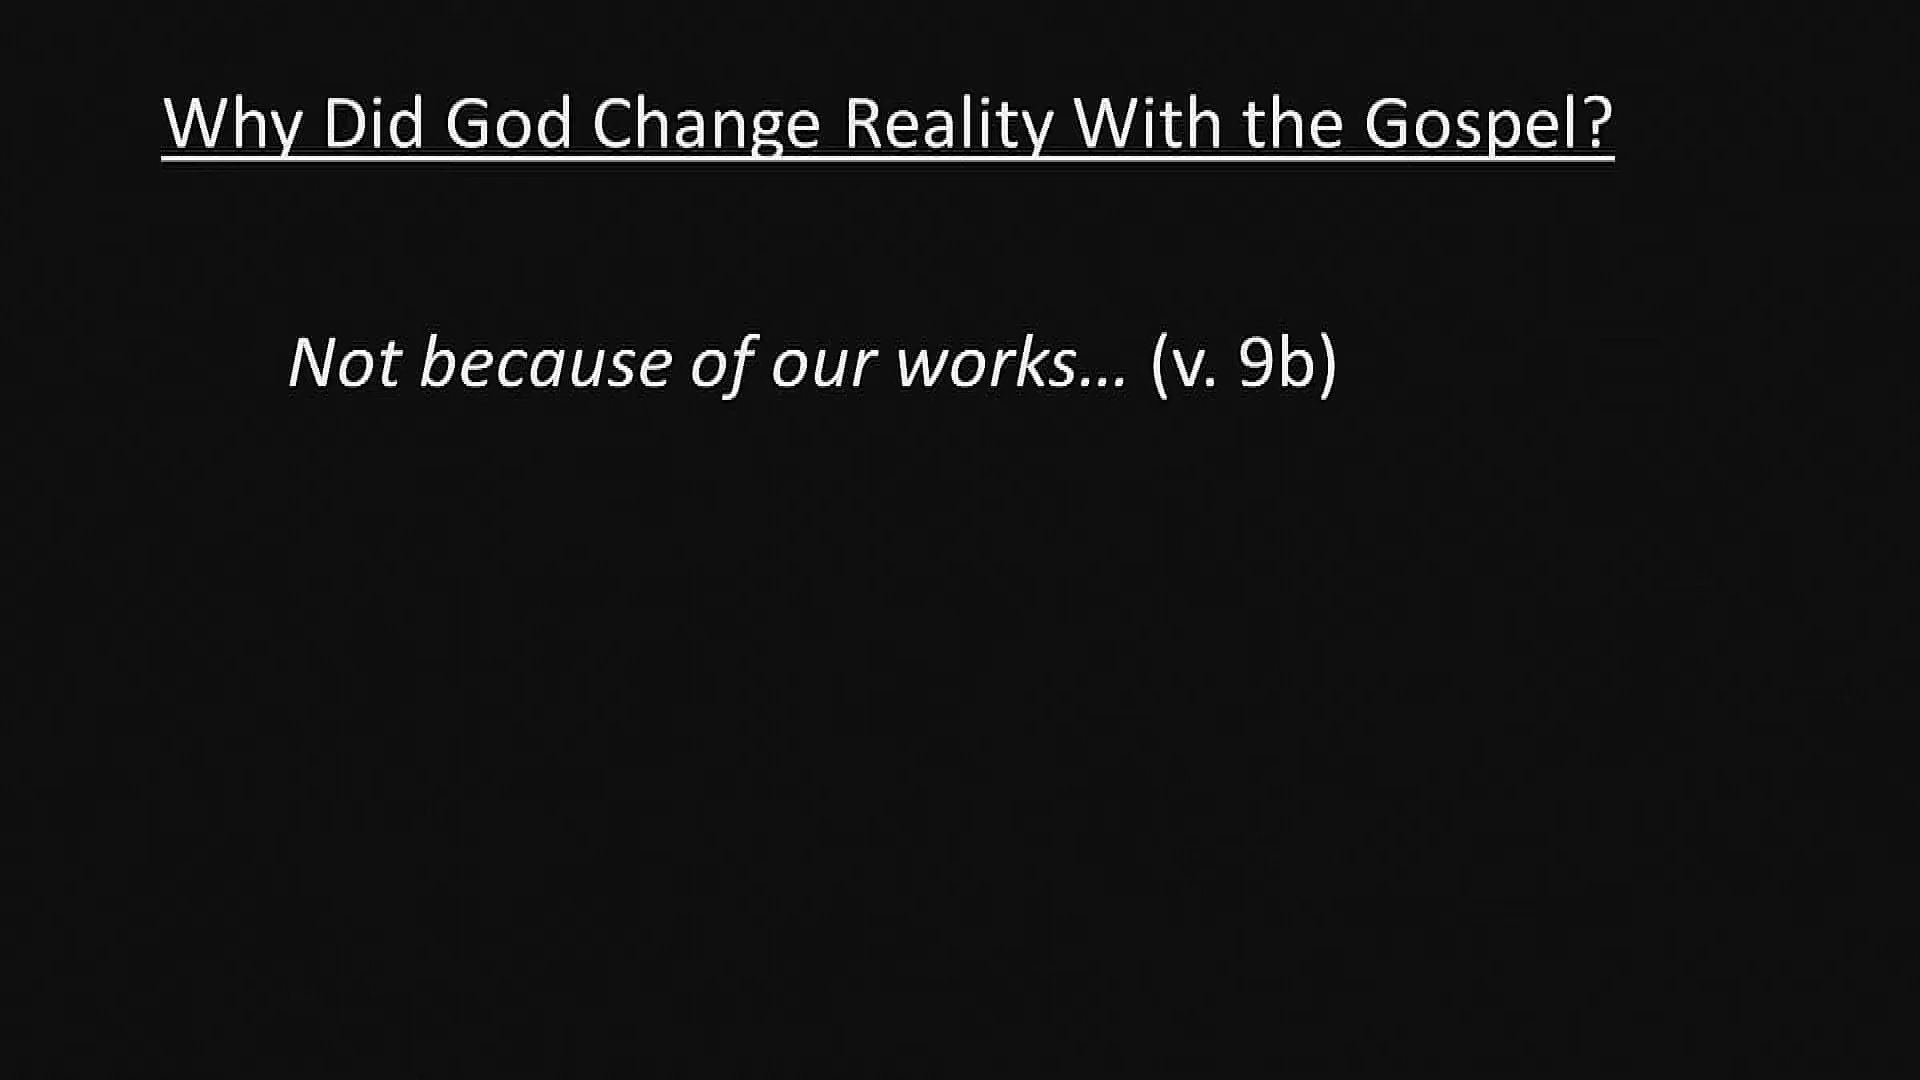 Why Did God Change Reality With the Gospel?
Not because of our works... (v. 9b)